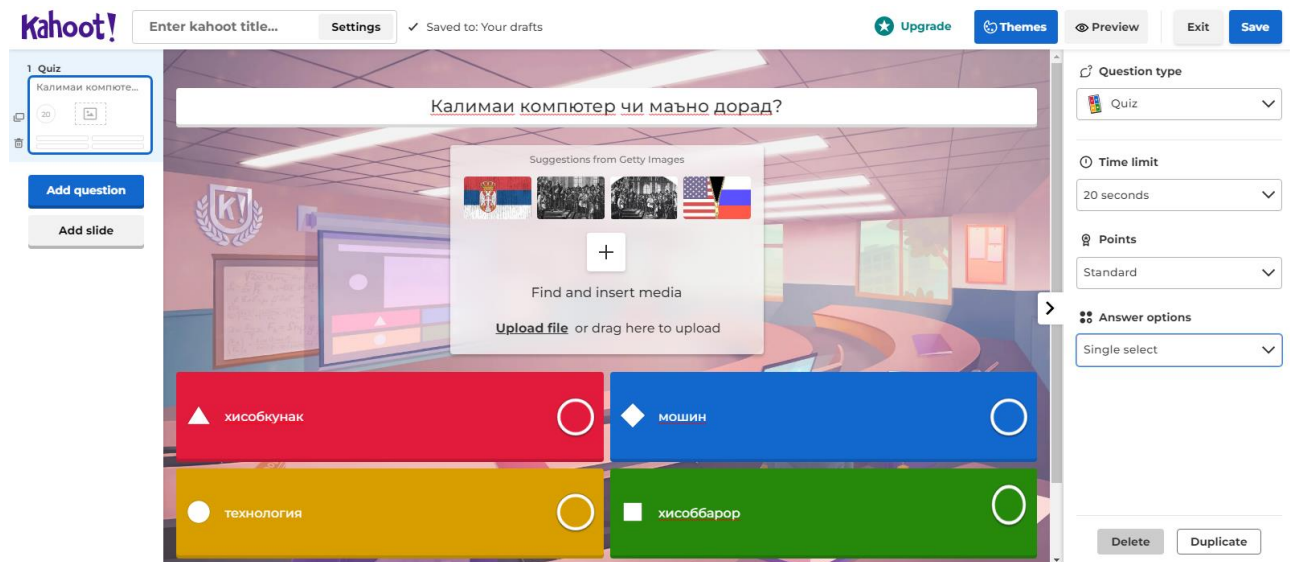 Kahoot!
Enter kahoot title...
Settings
Saved to: Your drafts
Upgrade
Themes
Preview
Exit
Save
1 Quiz
Калимаи компюте...
20
Add question
Add slide
Калимаи компютер чи маъно дорад?
Suggestions from Getty Images
Find and insert media
Upload file or drag here to upload
хисобкунак
мошин
технология
хисоббарор
Question type
Quiz
Time limit
20 seconds
Points
Standard
Answer options
Single select
Delete
Duplicate